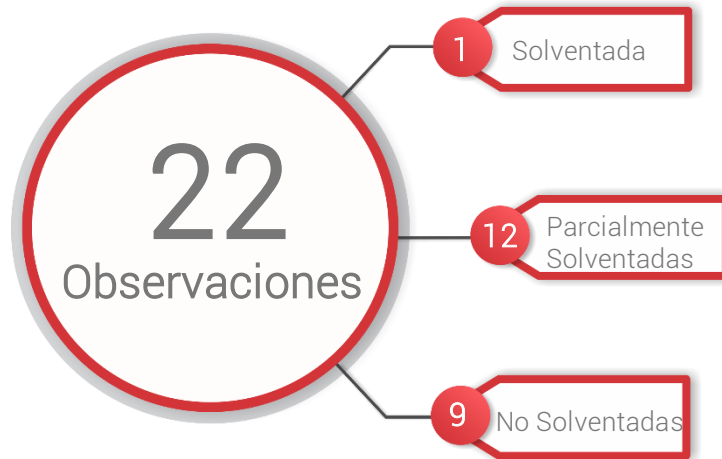 22
Observaciones
1
Solventada
12
Parcialmente
Solventadas
9
No Solventadas